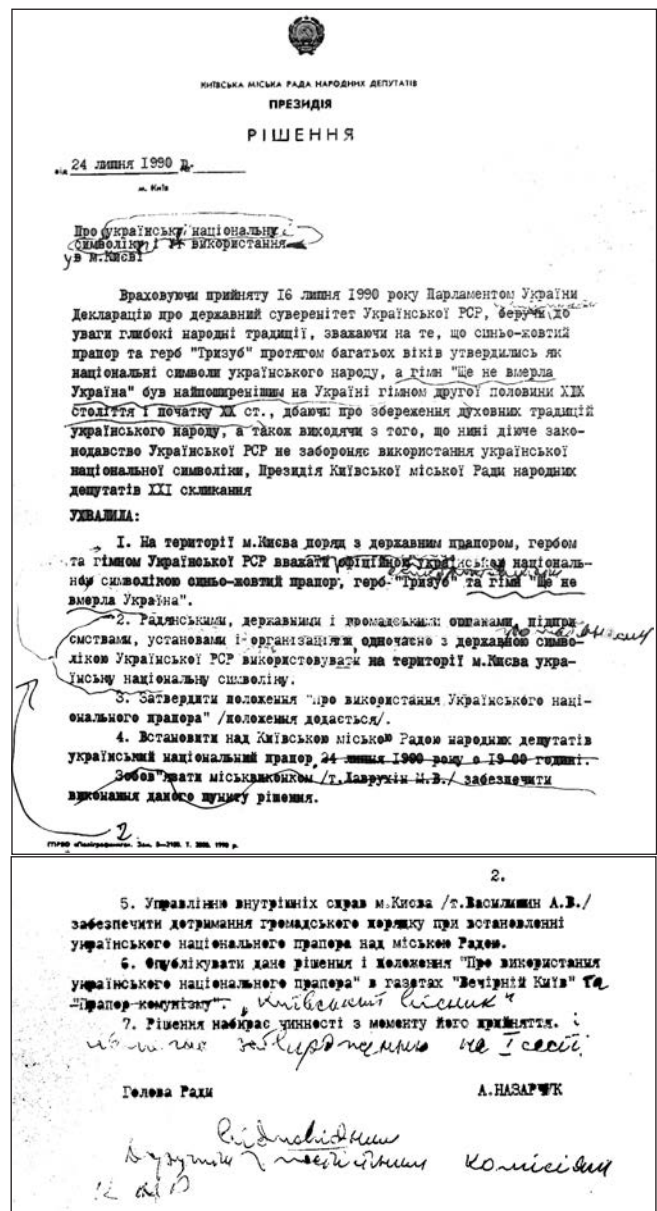 КИЇВСЬКА МІСЬКА РАДА НАРОДНИХ ДЕПУТАТІВ
ПРЕЗИДІЯ
РІШЕННЯ
від 24 липня 1990 р.
м. Київ
Про українську національну
символіку і її використання
в м.Києві
Враховуючи прийняту 16 липня 1990 року Парламентом України
Декларацію про державний суверенітет Української РСР, беручи до
уваги глибокі народні традиції, зважаючи на те, що синьо-жовтий
прапор та герб "Тризуб" протягом багатьох віків утвердились як
національні символи українського народу, а гімн "Ще не вмерла
Україна" був найпоширенішим на Україні гімном другої половини XIX
століття і початку XX ст., дбаючи про збереження духовних традицій
українського народу, а також виходячи з того, що нині діюче зако-
нодавство Української РСР не забороняє використання української
національної символіки, Президія Київської міської Ради народних
депутатів XXI скликання
УХВАЛИЛА:
I. На території м.Києва поряд з державним прапором, гербом
та гімном Української РСР вважати офіційною українською національ-
ною символікою синьо-жовтий прапор, герб "Тризуб" та гімн "Ще не
вмерла Україна".
2. Радянськими, державними і громадськими органами, підпри-
ємствами, установами і організаціям одночасно з державною симво-
лікою Української РСР використовувати на території м.Києва укра-
їнську національну символіку.
3. Затвердити положення "Про використання Українського наці-
онального прапора" /положення додається/.
4. Встановити над Київською міською Радою народних депутатів
український національний прапор 24 липня 1990 року о 19-00 годині.
Зобов"язати міськвиконком /т.Лаврухін М.В./ забезпечити
виконання даного пункту рішення.
2
2.
5. Управлінню внутрішніх справ м.Києва /т.Василишин А.В./
забезпечити дотримання громадського порядку при встановленні
українського національного прапора над міською Радою.
6. Опублікувати дане рішення і положення "Про використання
українського національного прапора" в газетах "Вечірній Київ" та
"Прапор комунізму". "Київський вісник"
7. Рішення набирає чинності з моменту його прийняття. і
затвердженню на I сесії
Голова Ради А.НАЗАРЧУК
Відповідним
постійним комісіям